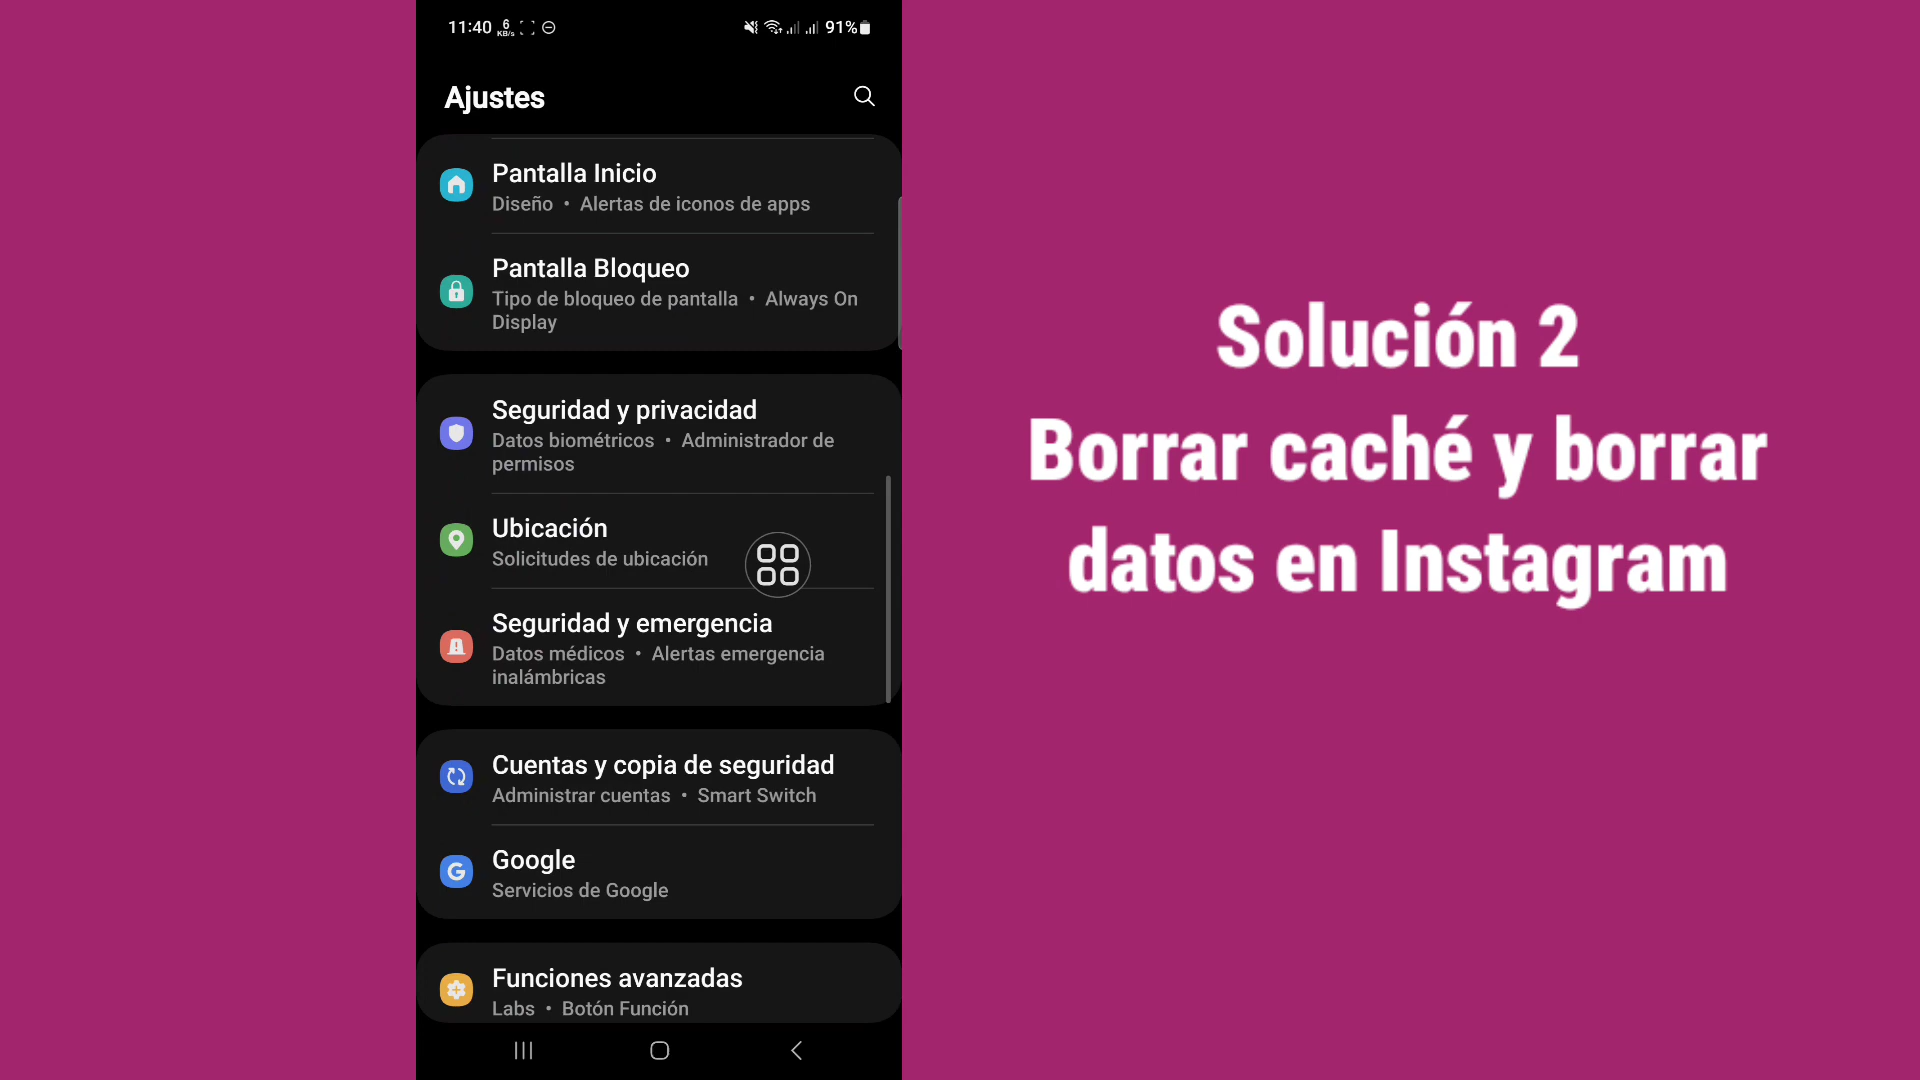 11:40 6 KB/s 91%
Ajustes
Pantalla Inicio
Diseño • Alertas de iconos de apps
Pantalla Bloqueo
Tipo de bloqueo de pantalla • Always On
Display
Seguridad y privacidad
Datos biométricos • Administrador de
permisos
Ubicación
Solicitudes de ubicación
Seguridad y emergencia
Datos médicos • Alertas emergencia
inalámbricas
Cuentas y copia de seguridad
Administrar cuentas • Smart Switch
Google
Servicios de Google
Funciones avanzadas
Labs • Botón Función
Solución 2
Borrar caché y borrar
datos en Instagram